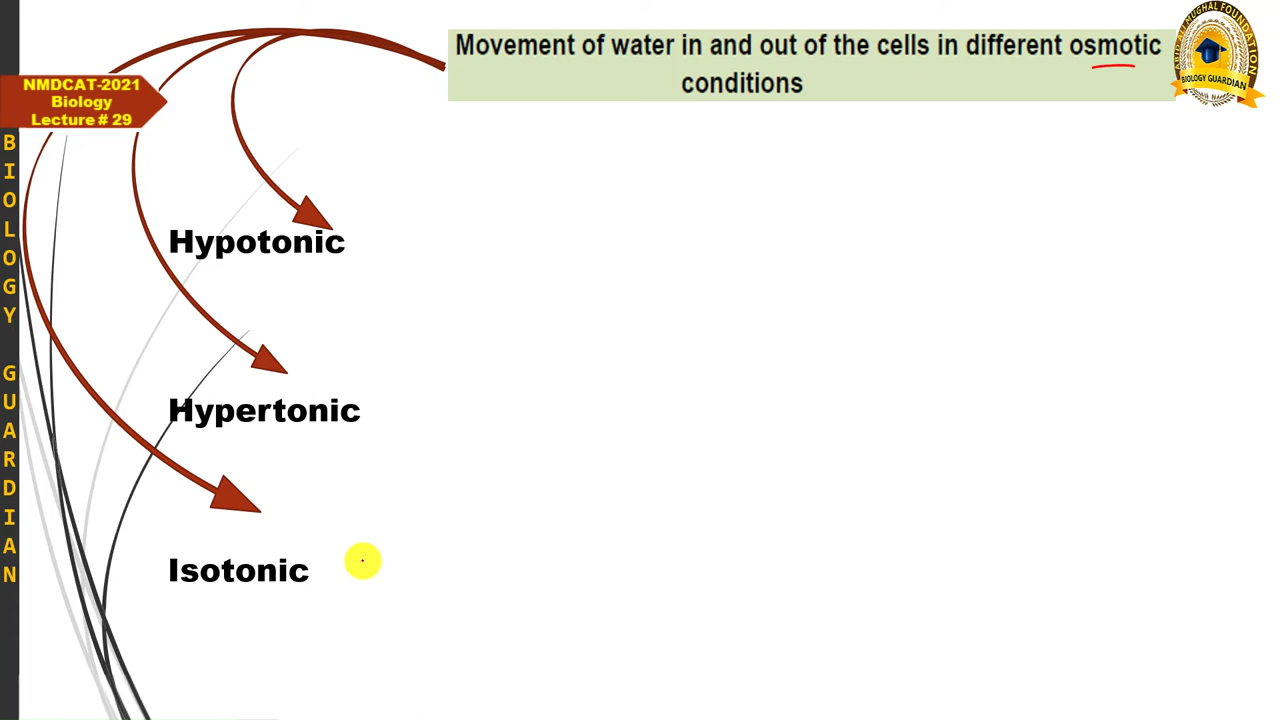 Movement of water in and out of the cells in different osmotic
conditions
NMDCAT-2021
Biology
Lecture # 29
BIOLOGY GUARDIAN
Hypotonic
Hypertonic
Isotonic
BIOLOGY GUARDIAN